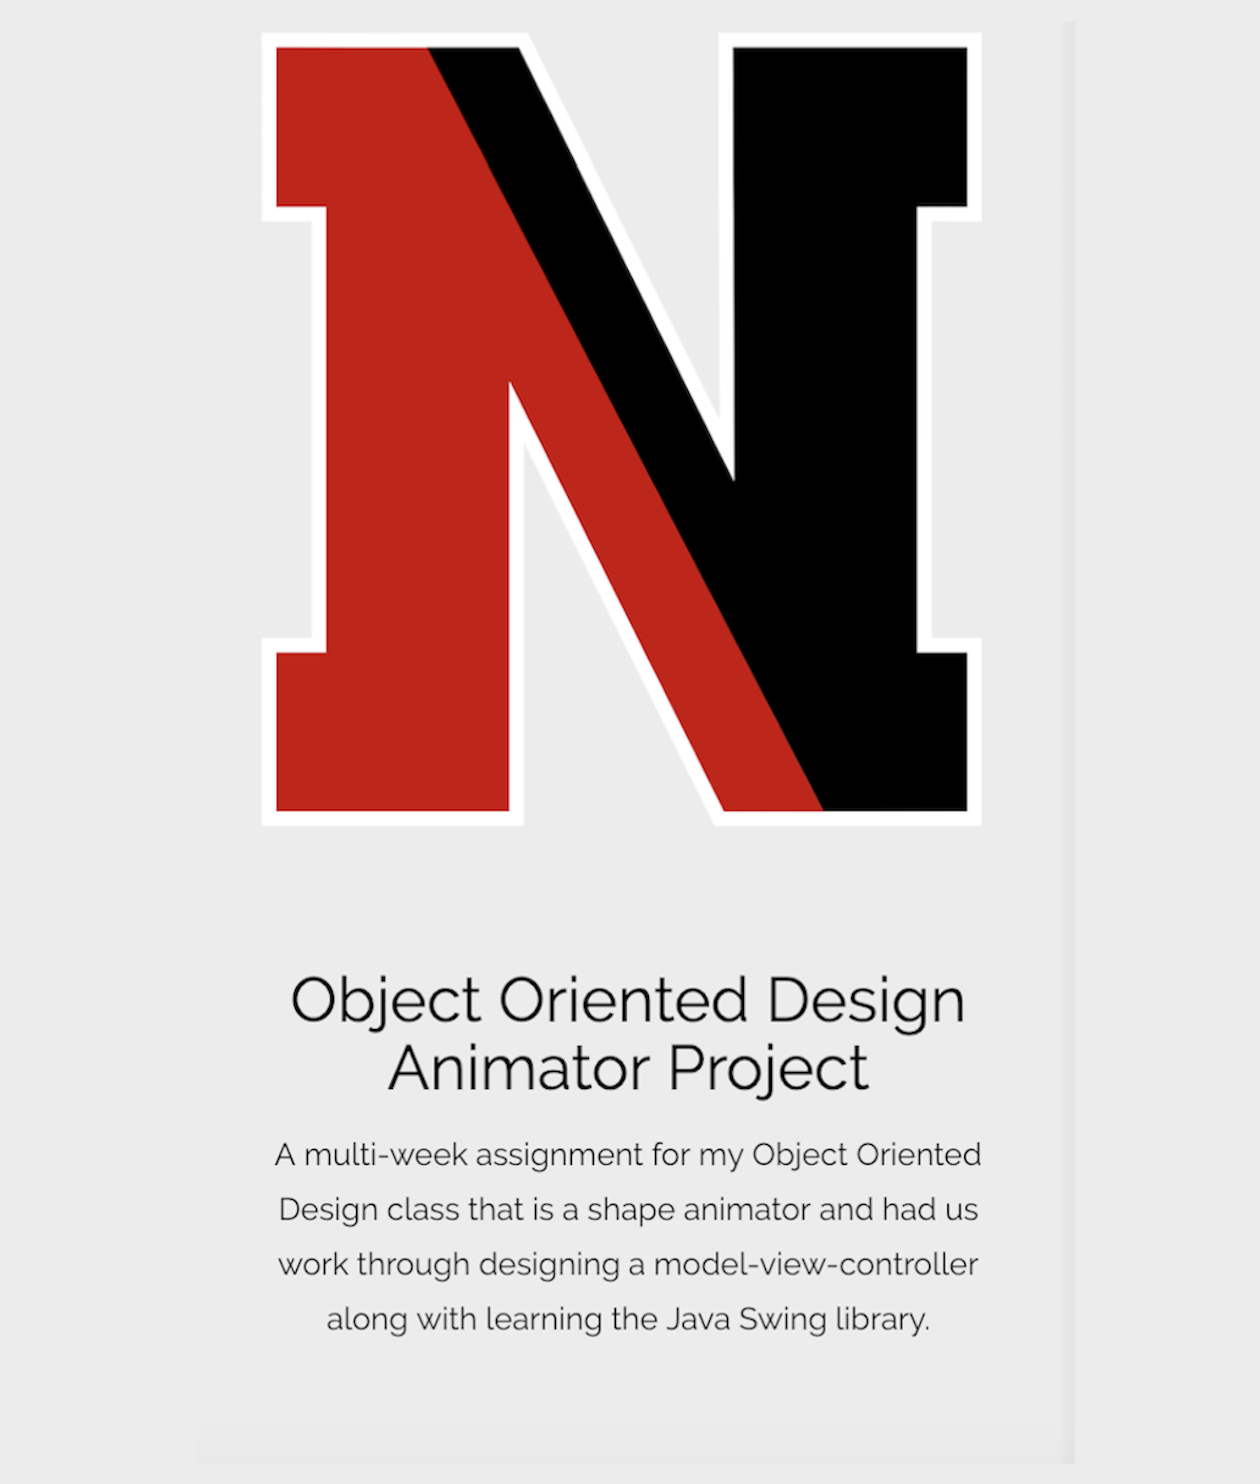 N
Object Oriented Design
Animator Project
A multi-week assignment for my Object Oriented
Design class that is a shape animator and had us
work through designing a model-view-controller
along with learning the Java Swing library.